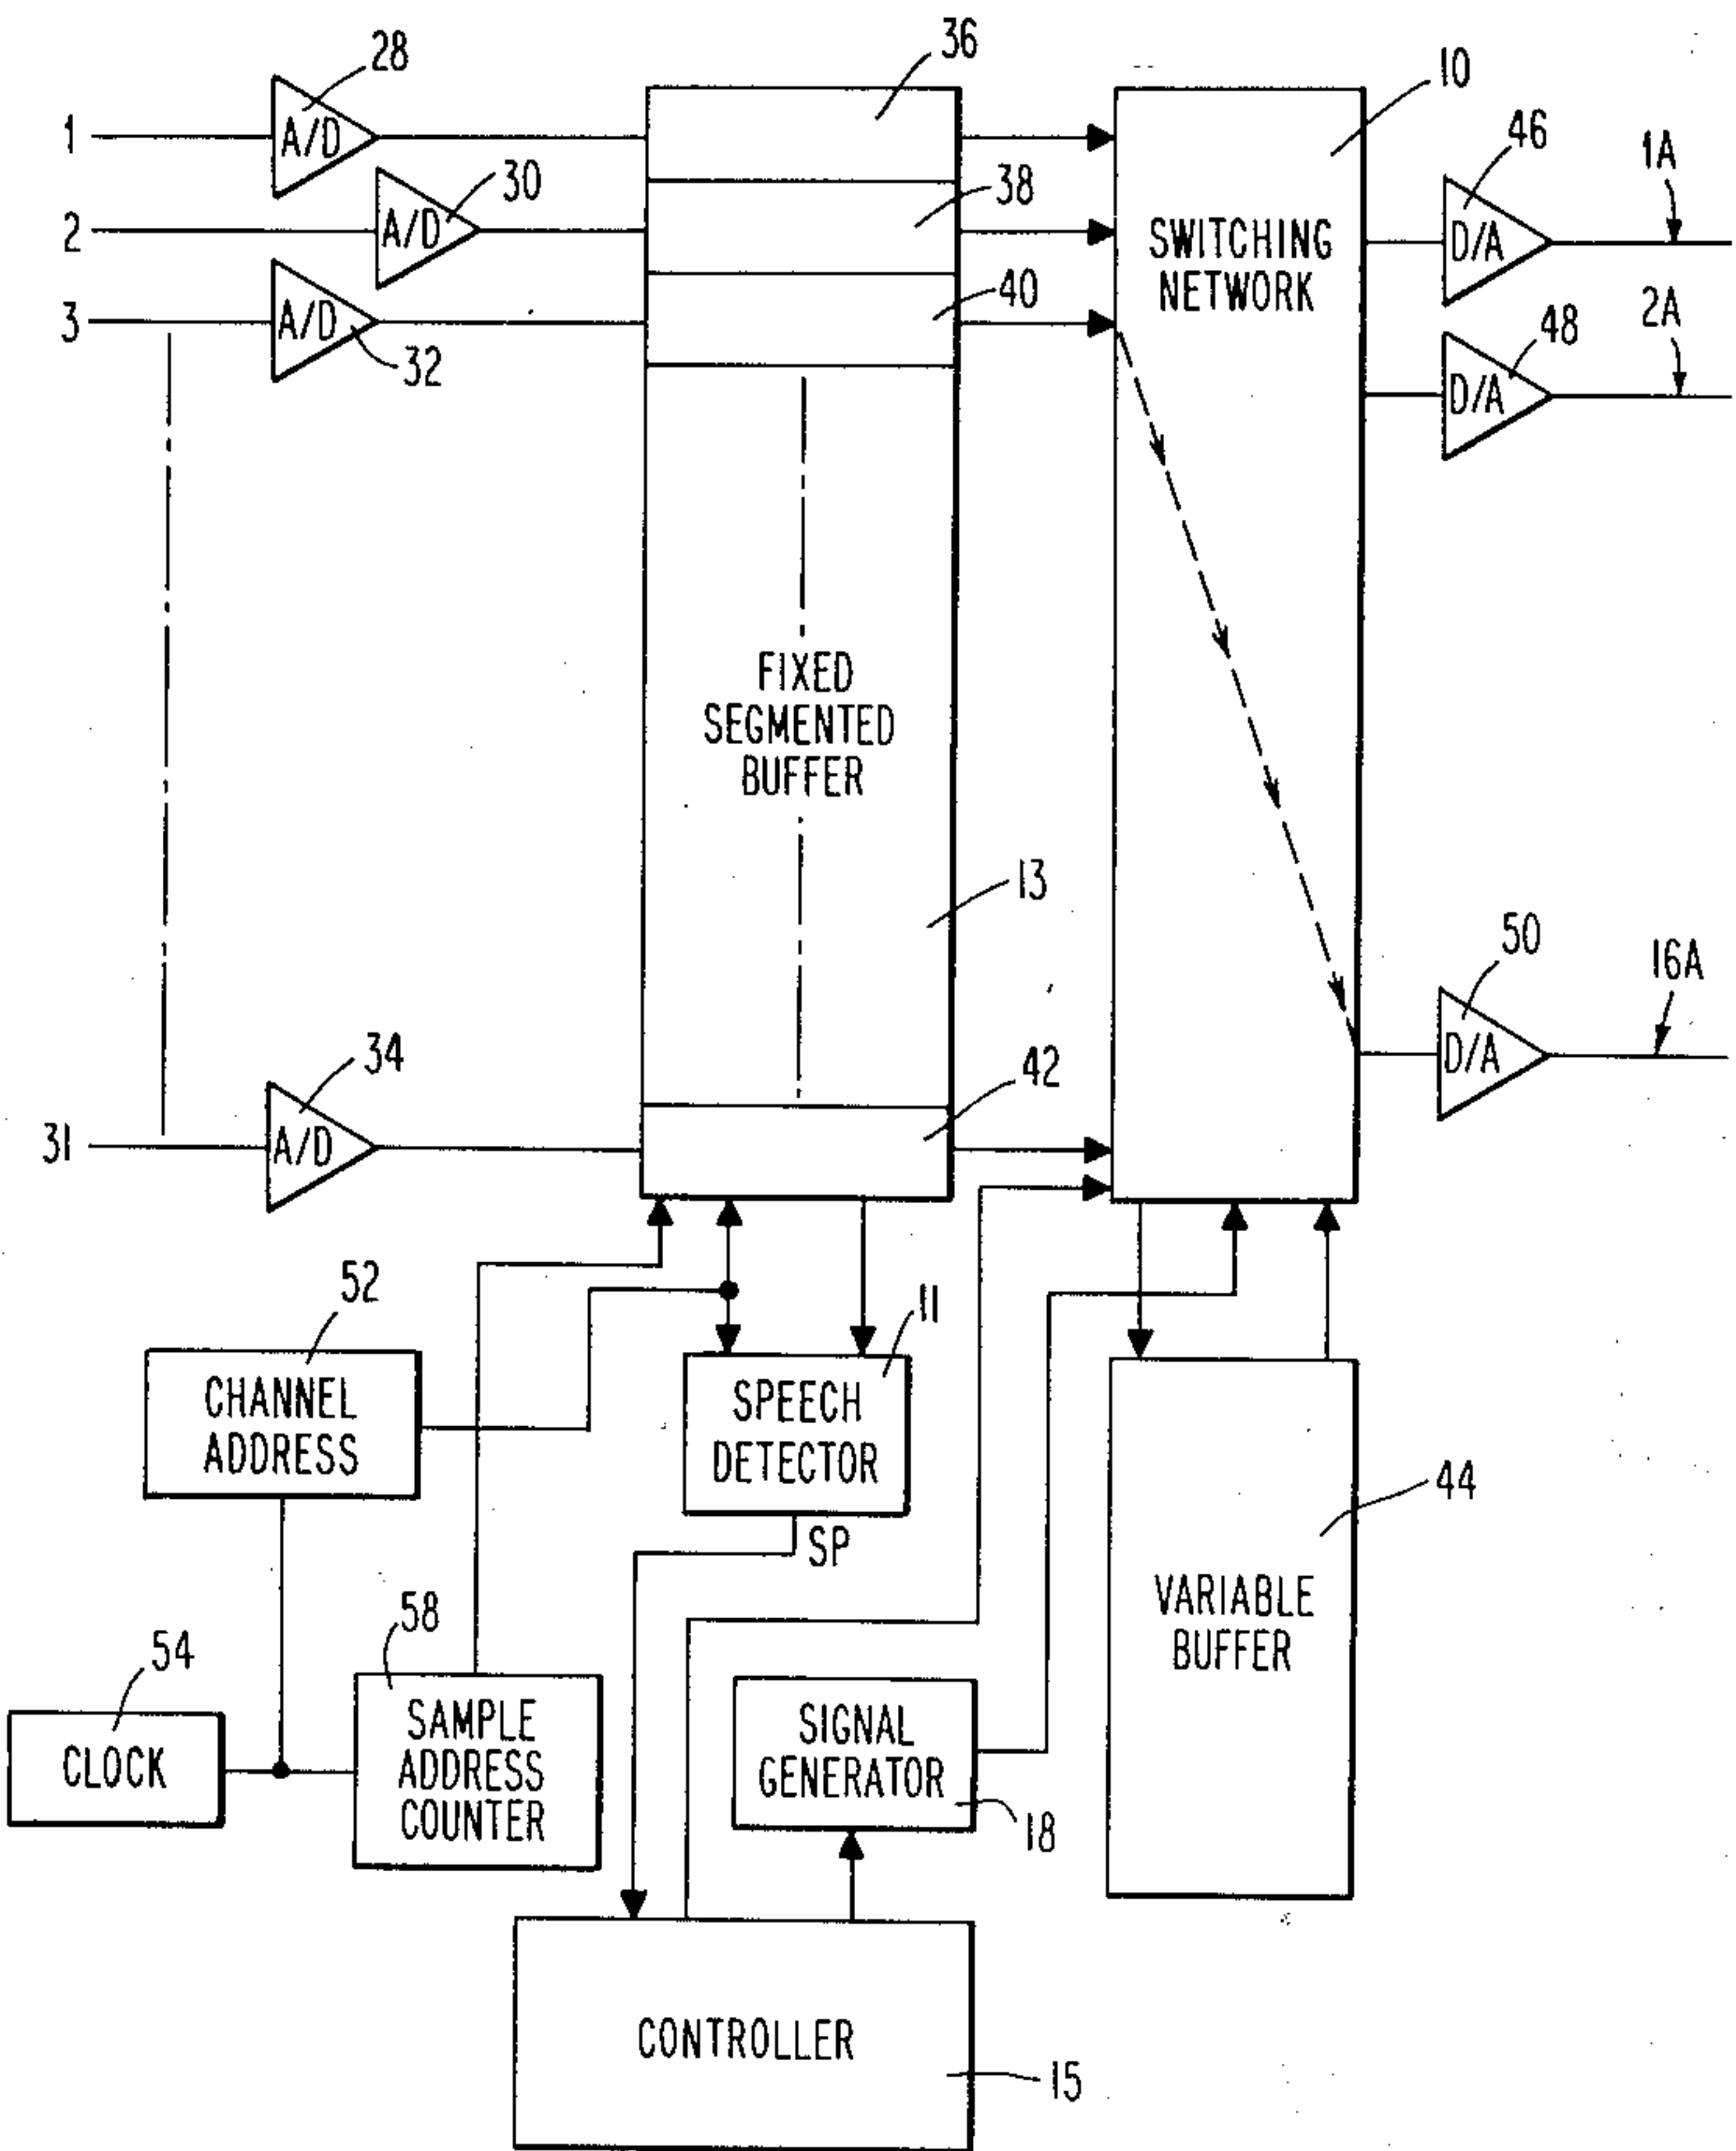 36
28
10
1
A/D
46
1A
30
38
2
A/D
SWITCHING
NETWORK
D/A
40
2A
3
A/D
48
32
D/A
FIXED
SEGMENTED
BUFFER
13
50
16A
34
42
D/A
31
A/D
52
11
CHANNEL
ADDRESS
SPEECH
DETECTOR
44
SP
58
VARIABLE
BUFFER
54
CLOCK
SAMPLE
ADDRESS
COUNTER
SIGNAL
GENERATOR
18
CONTROLLER
15